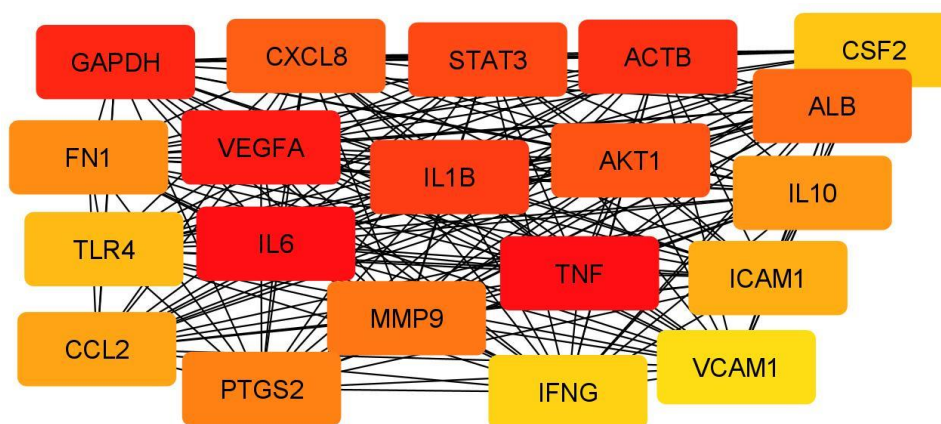 GAPDH
CXCL8
STAT3
ACTB
CSF2
ALB
FN1
VEGFA
IL1B
AKT1
IL10
TLR4
IL6
TNF
ICAM1
MMP9
CCL2
PTGS2
IFNG
VCAM1